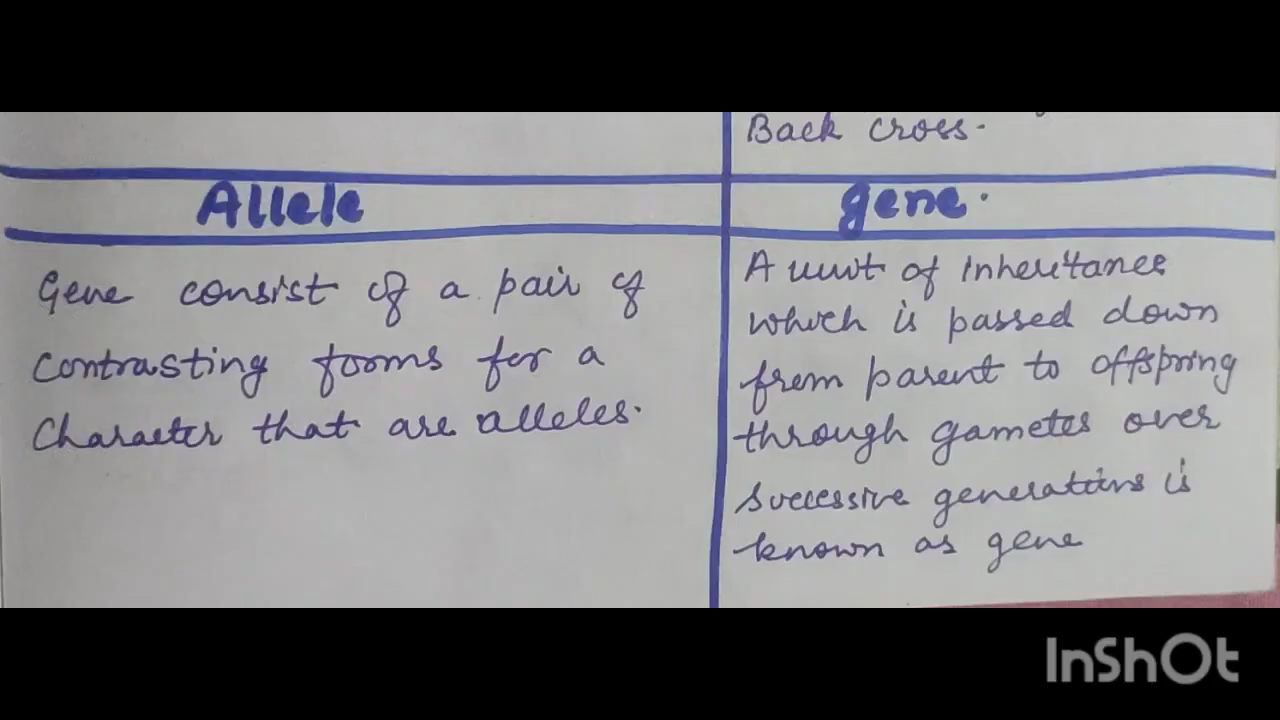 Back cross.
Allele
gene.
Gene consist of a pair of
contrasting forms for a
character that are alleles.
A unit of inheritance
which is passed down
from parent to offspring
through gametes over
successive generations is
known as gene
InShOt